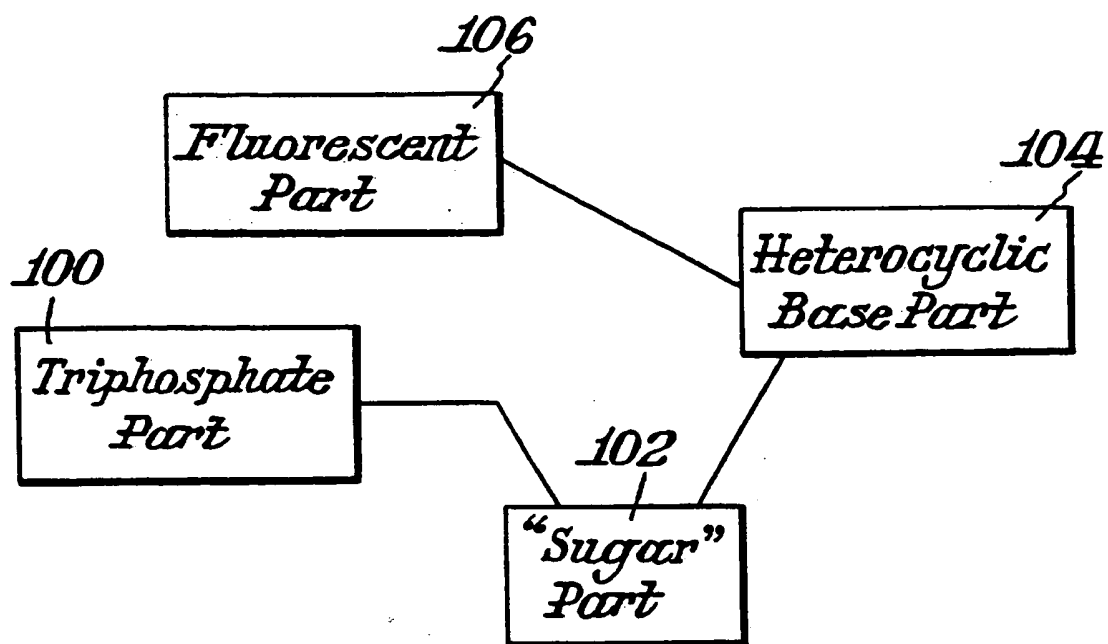 106
Fluorescent
Part
104
Heterocyclic
Base Part
100
Triphosphate
Part
102
“Sugar”
Part